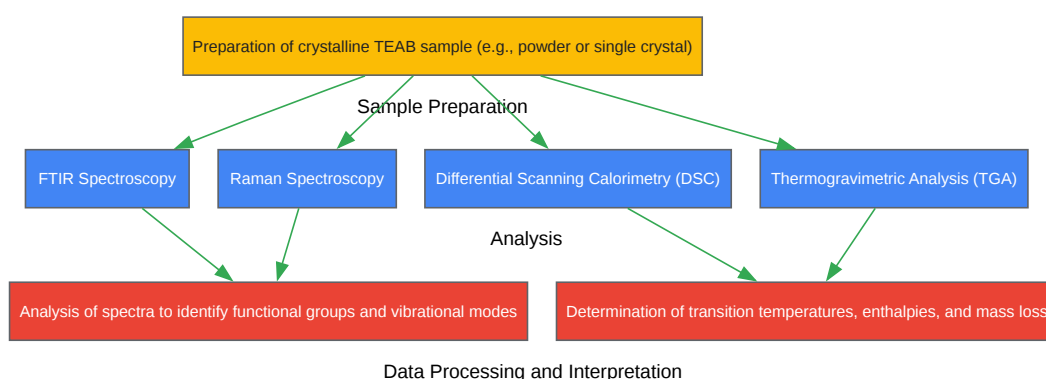 Preparation of crystalline TEAB sample (e.g., powder or single crystal)
Sample Preparation
FTIR Spectroscopy
Raman Spectroscopy
Differential Scanning Calorimetry (DSC)
Thermogravimetric Analysis (TGA)
Analysis
Analysis of spectra to identify functional groups and vibrational modes
Determination of transition temperatures, enthalpies, and mass loss
Data Processing and Interpretation